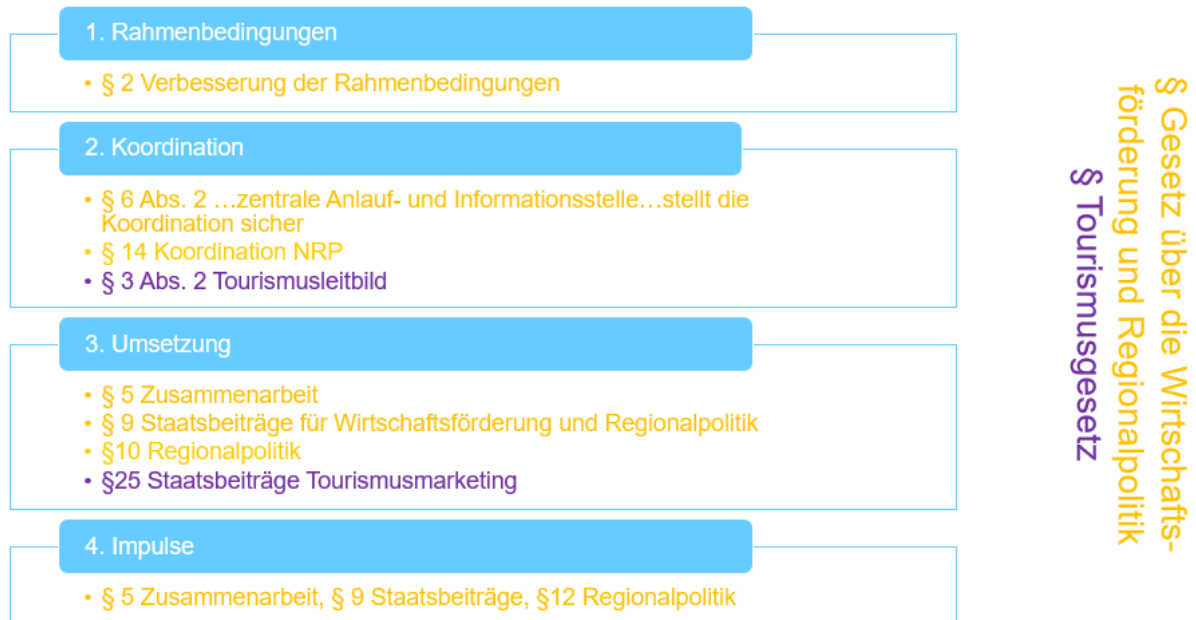 1. Rahmenbedingungen
• § 2 Verbesserung der Rahmenbedingungen
2. Koordination
• § 6 Abs. 2 …zentrale Anlauf- und Informationsstelle…stellt die
Koordination sicher
• § 14 Koordination NRP
• § 3 Abs. 2 Tourismusleitbild
3. Umsetzung
• § 5 Zusammenarbeit
• § 9 Staatsbeiträge für Wirtschaftsförderung und Regionalpolitik
• §10 Regionalpolitik
• §25 Staatsbeiträge Tourismusmarketing
4. Impulse
• § 5 Zusammenarbeit, § 9 Staatsbeiträge, §12 Regionalpolitik
§ Gesetz über die Wirtschafts-
förderung und Regionalpolitik
§ Tourismusgesetz